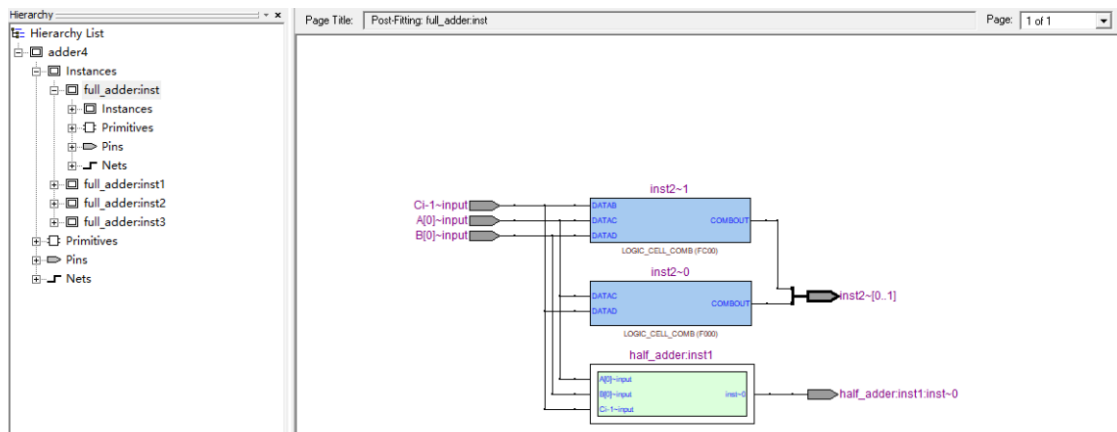 Hierarchy
Hierarchy List
adder4
Instances
full_adder:inst
Instances
Primitives
Pins
Nets
full_adder:inst1
full_adder:inst2
full_adder:inst3
Primitives
Pins
Nets
Page Title: Post-Fitting: full_adder:inst Page: 1 of 1
inst2~1
Ci-1~input
A[0]~input
B[0]~input
DATAB
DATAC
DATAD
COMBOUT
LOGIC_CELL_COMB (FC00)
inst2~0
DATAC
DATAD
COMBOUT
inst2~[0..1]
LOGIC_CELL_COMB (F000)
half_adder:inst1
A[0]~input
B[0]~input
Ci-1~input
inst~0
half_adder:inst1:inst~0